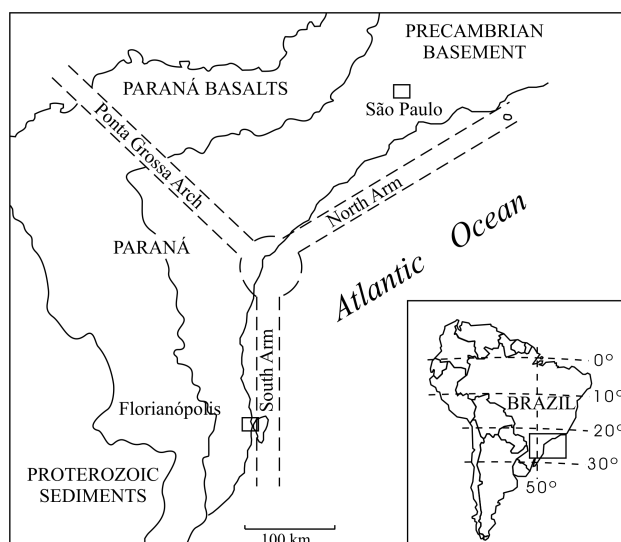 PRECAMBRIAN
BASEMENT
PARANÁ BASALTS
São Paulo
Ponta Grossa Arch
North Arm
PARANÁ
Atlantic Ocean
South Arm
Florianópolis
PROTEROZOIC
SEDIMENTS
100 km
BRAZIL
0°
10°
20°
30°
50°